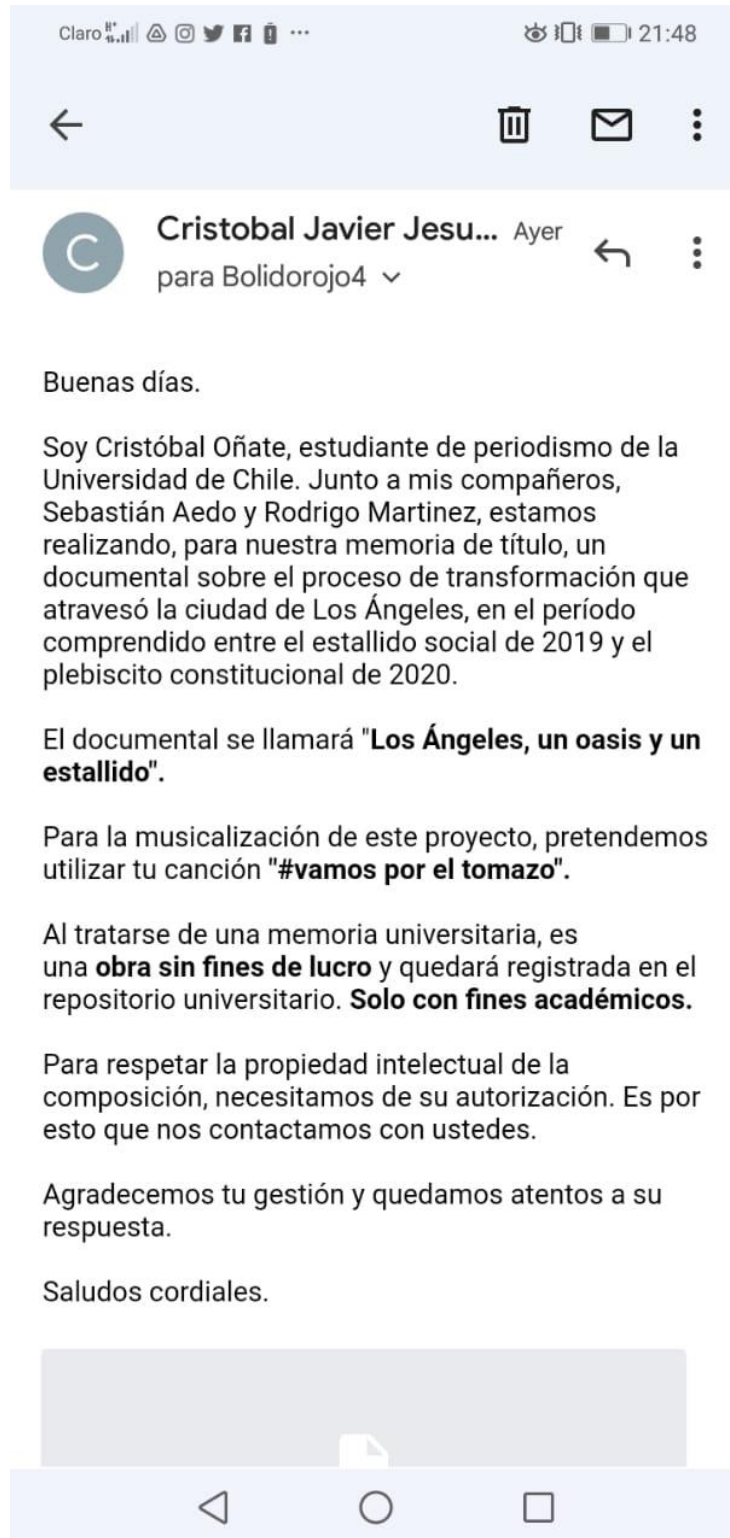 Claro 21:48
C
Cristobal Javier Jesu... Ayer
para Bolidorojo4
Buenas días.
Soy Cristóbal Oñate, estudiante de periodismo de la
Universidad de Chile. Junto a mis compañeros,
Sebastián Aedo y Rodrigo Martinez, estamos
realizando, para nuestra memoria de título, un
documental sobre el proceso de transformación que
atravesó la ciudad de Los Ángeles, en el período
comprendido entre el estallido social de 2019 y el
plebiscito constitucional de 2020.
El documental se llamará "Los Ángeles, un oasis y un
estallido".
Para la musicalización de este proyecto, pretendemos
utilizar tu canción "#vamos por el tomazo".
Al tratarse de una memoria universitaria, es
una obra sin fines de lucro y quedará registrada en el
repositorio universitario. Solo con fines académicos.
Para respetar la propiedad intelectual de la
composición, necesitamos de su autorización. Es por
esto que nos contactamos con ustedes.
Agradecemos tu gestión y quedamos atentos a su
respuesta.
Saludos cordiales.